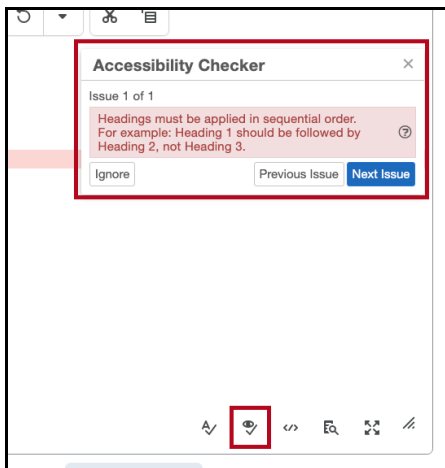 Accessibility Checker
Issue 1 of 1
Headings must be applied in sequential order.
For example: Heading 1 should be followed by
Heading 2, not Heading 3.
Ignore
Previous Issue
Next Issue